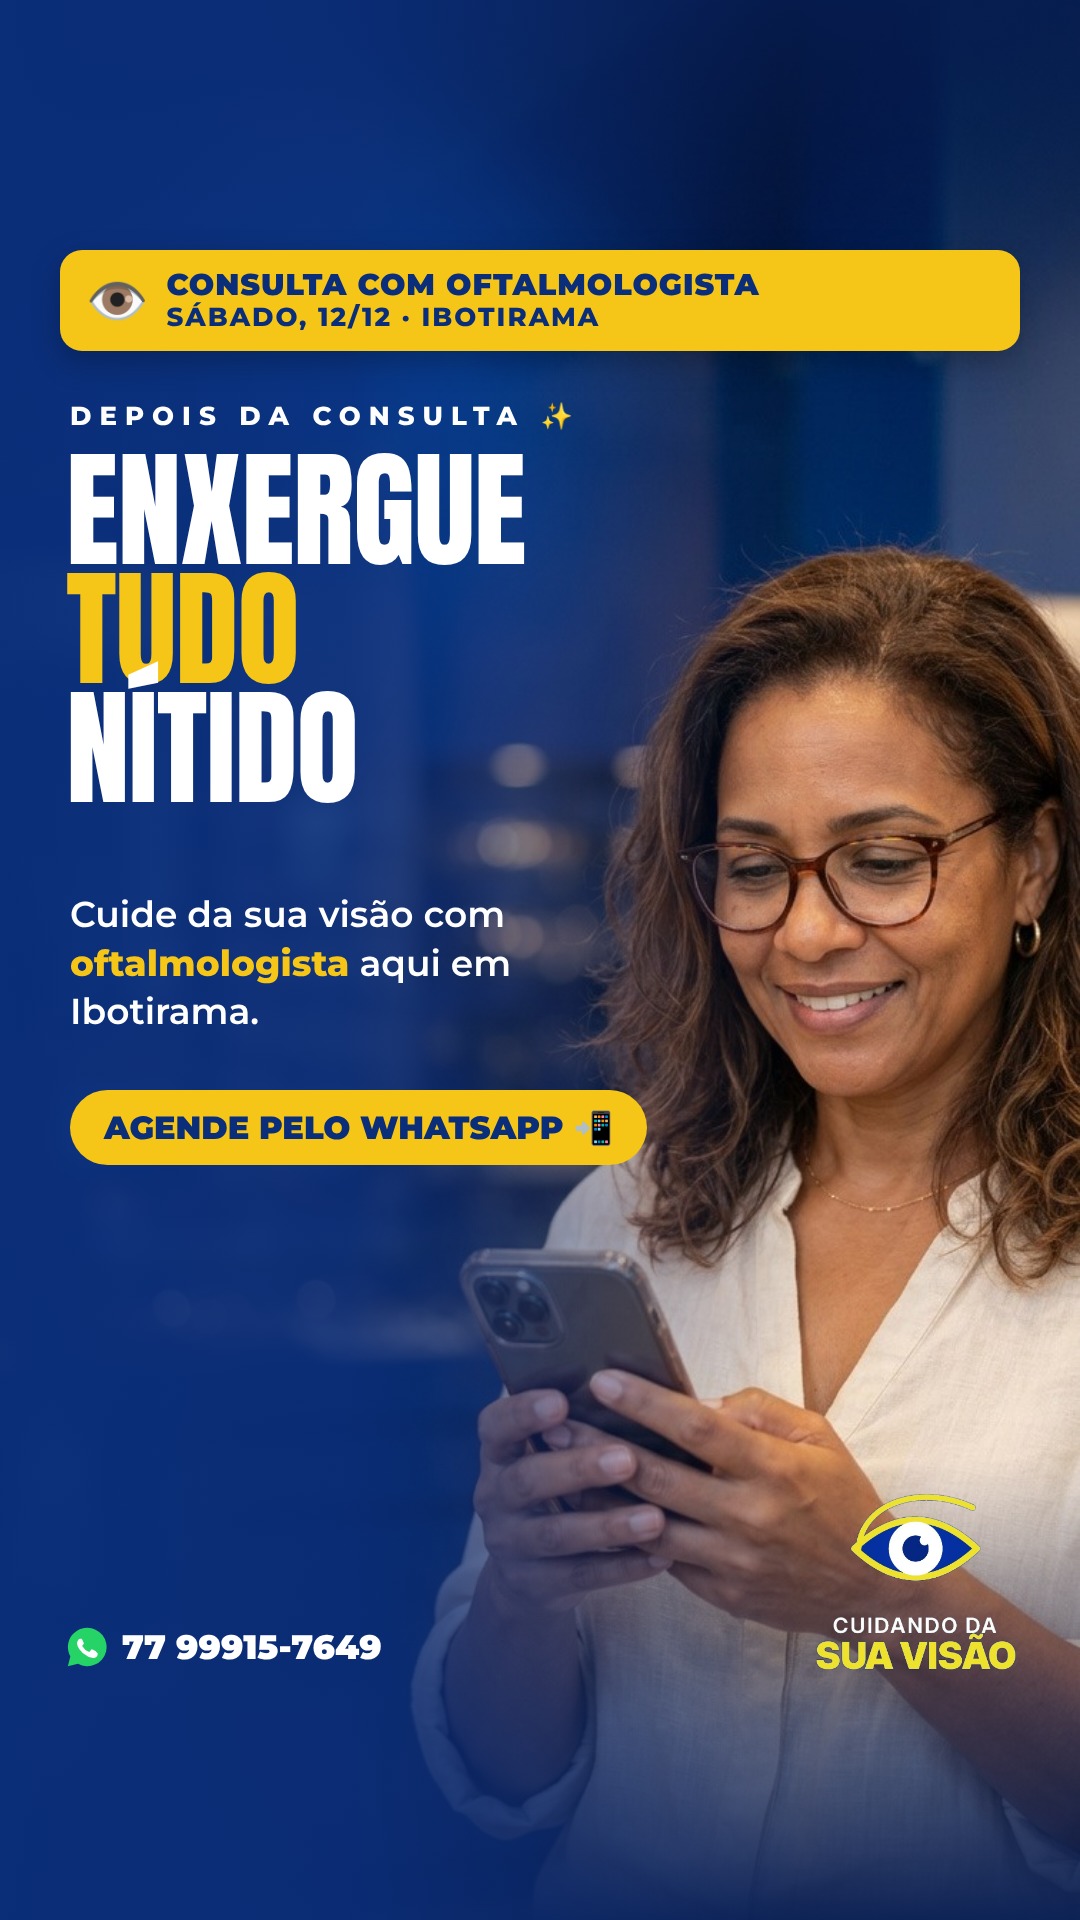 CONSULTA COM OFTALMOLOGISTA
SÁBADO, 12/12 · IBOTIRAMA
DEPOIS DA CONSULTA ✨
ENXERGUE
TUDO
NÍTIDO
Cuide da sua visão com
oftalmologista aqui em
Ibotirama.
AGENDE PELO WHATSAPP 📲
77 99915-7649
CUIDANDO DA
SUA VISÃO